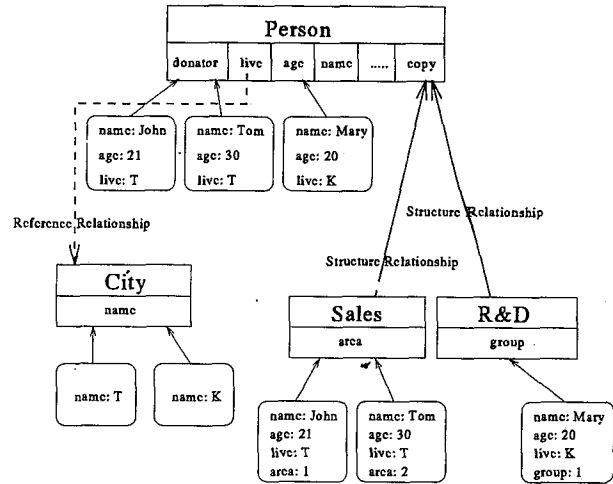 Person
donator live age name ..... copy
name: John name: Tom name: Mary
age: 21 age: 30 age: 20
live: T live: T live: K
Reference Relationship
Structure Relationship
Structure Relationship
City
name
Sales
area
R&D
group
name: T name: K
name: John name: Tom name: Mary
age: 21 age: 30 age: 20
live: T live: T live: K
area: 1 area: 2 group: 1